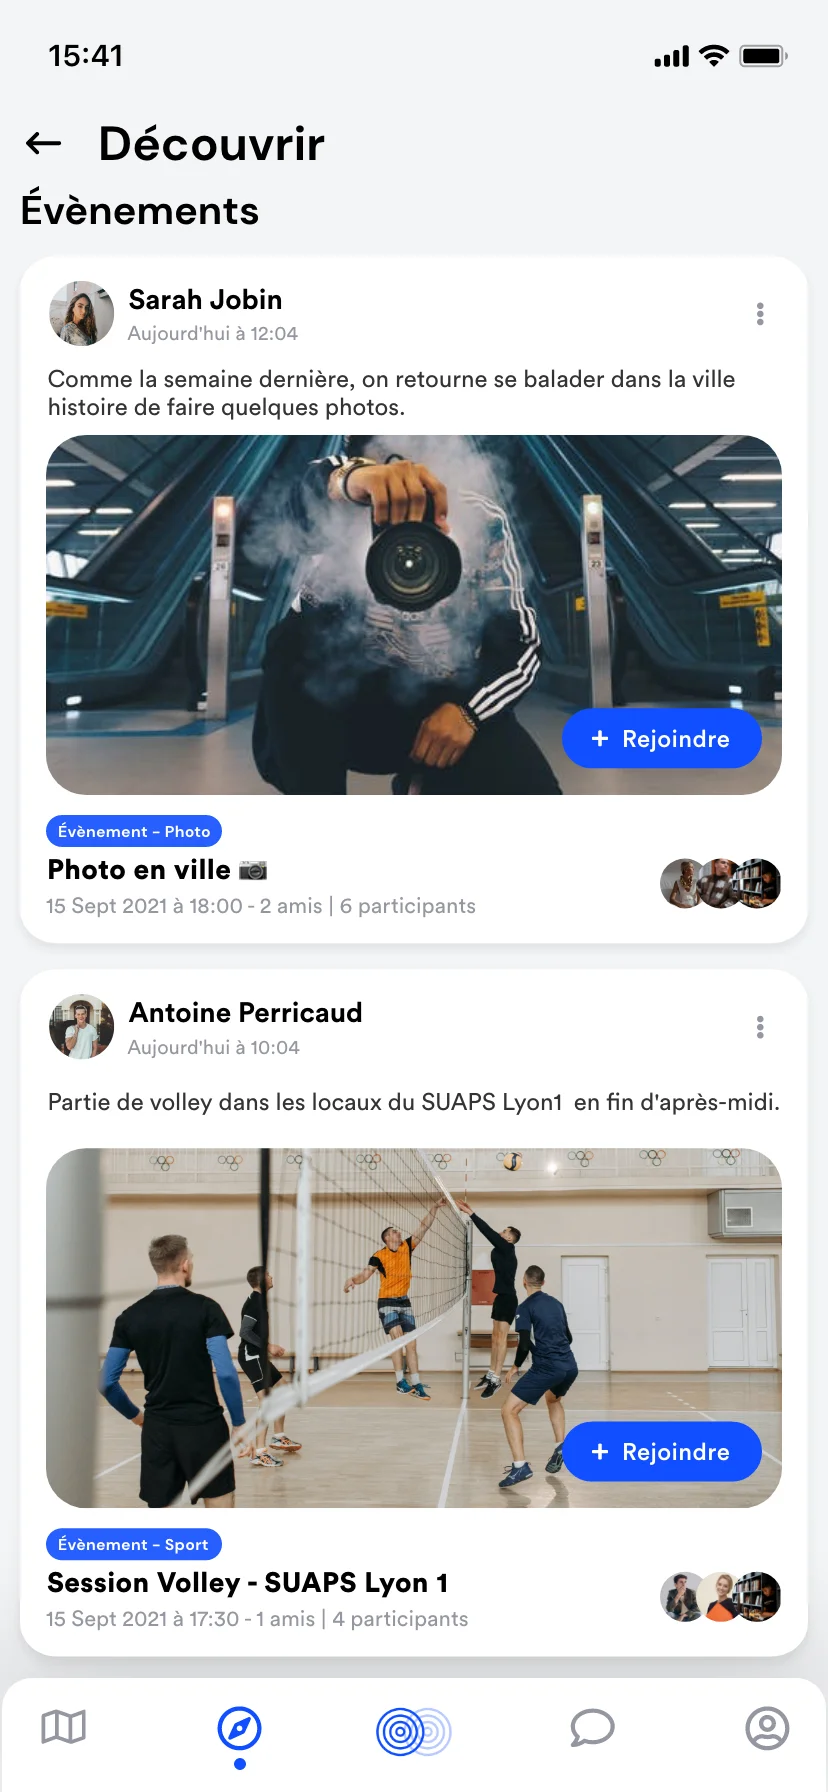 15:41
Découvrir
Évènements
Sarah Jobin
Aujourd'hui à 12:04
Comme la semaine dernière, on retourne se balader dans la ville
histoire de faire quelques photos.
24
23
+ Rejoindre
Évènement – Photo
Photo en ville 📷
15 Sept 2021 à 18:00 - 2 amis | 6 participants
Antoine Perricaud
Aujourd'hui à 10:04
Partie de volley dans les locaux du SUAPS Lyon1  en fin d'après-midi.
+ Rejoindre
Évènement – Sport
Session Volley - SUAPS Lyon 1
15 Sept 2021 à 17:30 - 1 amis | 4 participants